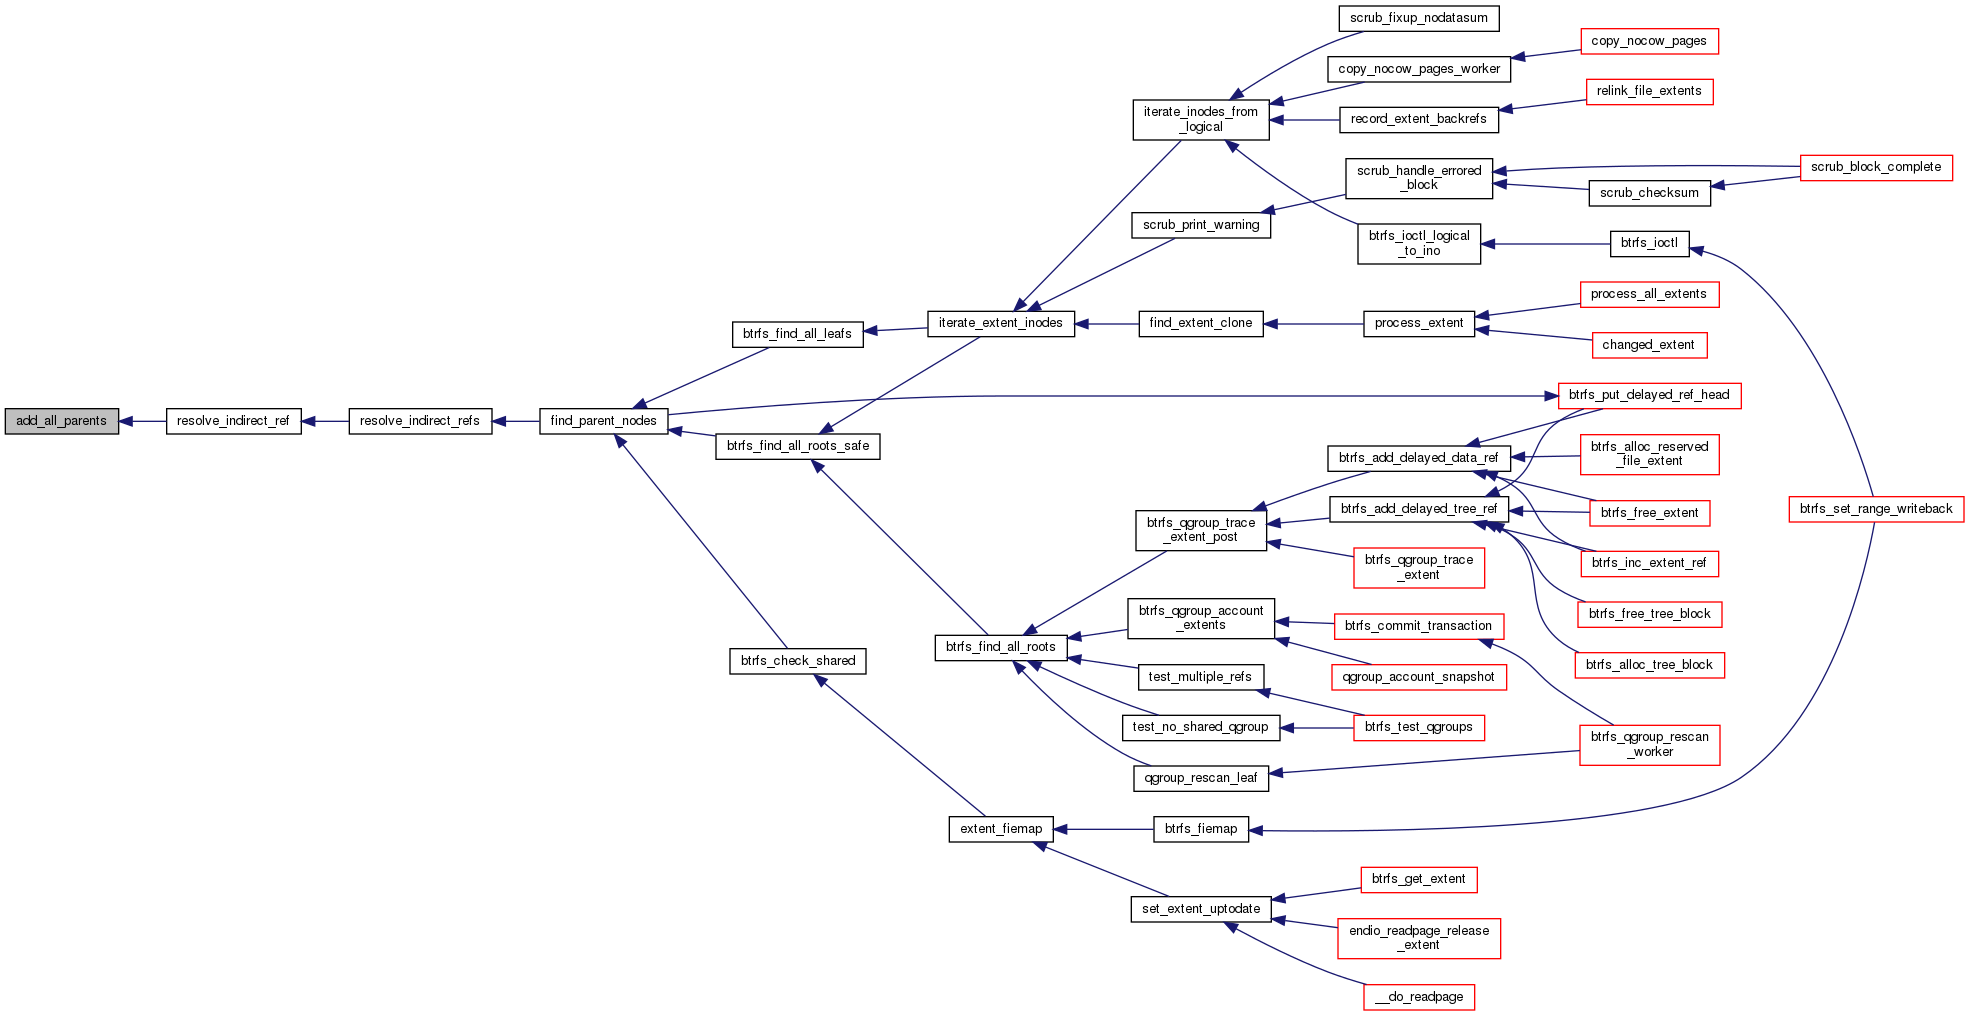 scrub_fixup_nodatasum
copy_nocow_pages
copy_nocow_pages_worker
relink_file_extents
iterate_inodes_from
_logical
record_extent_backrefs
scrub_handle_errored
_block
scrub_block_complete
scrub_checksum
scrub_print_warning
btrfs_ioctl_logical
_to_ino
btrfs_ioctl
process_all_extents
btrfs_find_all_leafs
iterate_extent_inodes
find_extent_clone
process_extent
changed_extent
btrfs_put_delayed_ref_head
add_all_parents
resolve_indirect_ref
resolve_indirect_refs
find_parent_nodes
btrfs_find_all_roots_safe
btrfs_add_delayed_data_ref
btrfs_alloc_reserved
_file_extent
btrfs_add_delayed_tree_ref
btrfs_free_extent
btrfs_set_range_writeback
btrfs_qgroup_trace
_extent_post
btrfs_qgroup_trace
_extent
btrfs_inc_extent_ref
btrfs_qgroup_account
_extents
btrfs_commit_transaction
btrfs_free_tree_block
btrfs_find_all_roots
btrfs_check_shared
test_multiple_refs
qgroup_account_snapshot
btrfs_alloc_tree_block
test_no_shared_qgroup
btrfs_test_qgroups
btrfs_qgroup_rescan
_worker
qgroup_rescan_leaf
extent_fiemap
btrfs_fiemap
btrfs_get_extent
set_extent_uptodate
endio_readpage_release
_extent
__do_readpage